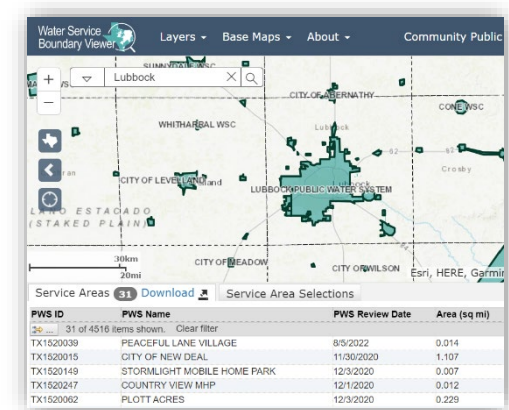 Water Service
Boundary Viewer
Layers
Base Maps
About
Community Public
Lubbock
SUNNYDALE WSC
CITY OF ABERNATHY
CONE WSC
WHITHARRAL WSC
Lubbock
62
Crosby
CITY OF LEVELLAND
LUBBOCK PUBLIC WATER SYSTEM
LLANO ESTACADO
(STAKED PLAIN)
84
30km
20mi
CITY OF MEADOW
CITY OF WILSON
Esri, HERE, Garmin
Service Areas 31 Download
Service Area Selections
PWS ID PWS Name PWS Review Date Area (sq mi)
... 31 of 4516 items shown. Clear filter
TX1520039 PEACEFUL LANE VILLAGE 8/5/2022 0.014
TX1520015 CITY OF NEW DEAL 11/30/2020 1.107
TX1520149 STORMLIGHT MOBILE HOME PARK 12/3/2020 0.007
TX1520247 COUNTRY VIEW MHP 12/1/2020 0.012
TX1520062 PLOTT ACRES 12/3/2020 0.229